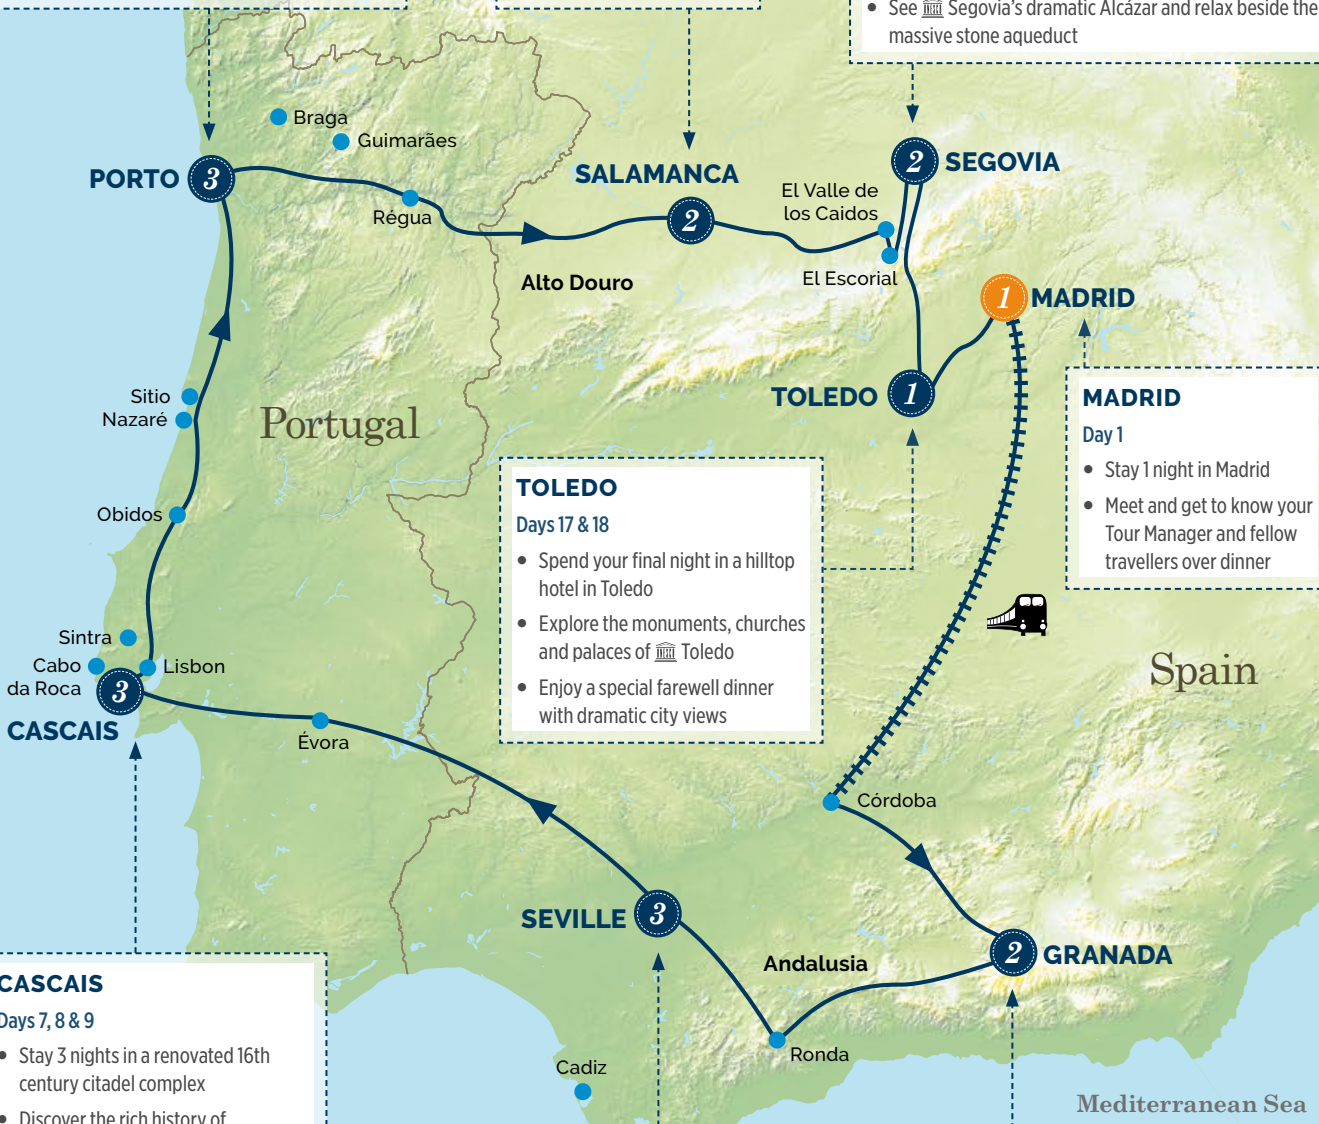 • See Segovia's dramatic Alcázar and relax beside the
massive stone aqueduct
Braga
Guimarães
PORTO
3
Régua
SALAMANCA
2
El Valle de
los Caidos
El Escorial
2
SEGOVIA
Alto Douro
1
MADRID
TOLEDO
1
MADRID
Day 1
• Stay 1 night in Madrid
• Meet and get to know your
Tour Manager and fellow
travellers over dinner
Sitio
Nazaré
Portugal
Obidos
TOLEDO
Days 17 & 18
• Spend your final night in a hilltop
hotel in Toledo
• Explore the monuments, churches
and palaces of Toledo
• Enjoy a special farewell dinner
with dramatic city views
Sintra
Cabo
da Roca
Lisbon
3
CASCAIS
Évora
Spain
Córdoba
SEVILLE
3
Andalusia
2
GRANADA
Ronda
Cadiz
Mediterranean Sea
CASCAIS
Days 7, 8 & 9
• Stay 3 nights in a renovated 16th
century citadel complex
• Discover the rich history of